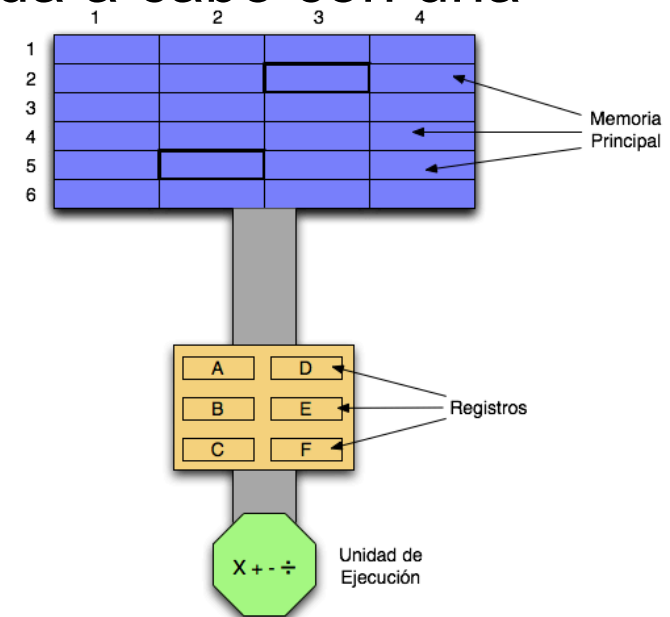 1 2 3 4
1
2
3
4
5
6
Memoria
Principal
A D
B E
C F
Registros
X + - ÷
Unidad de
Ejecución